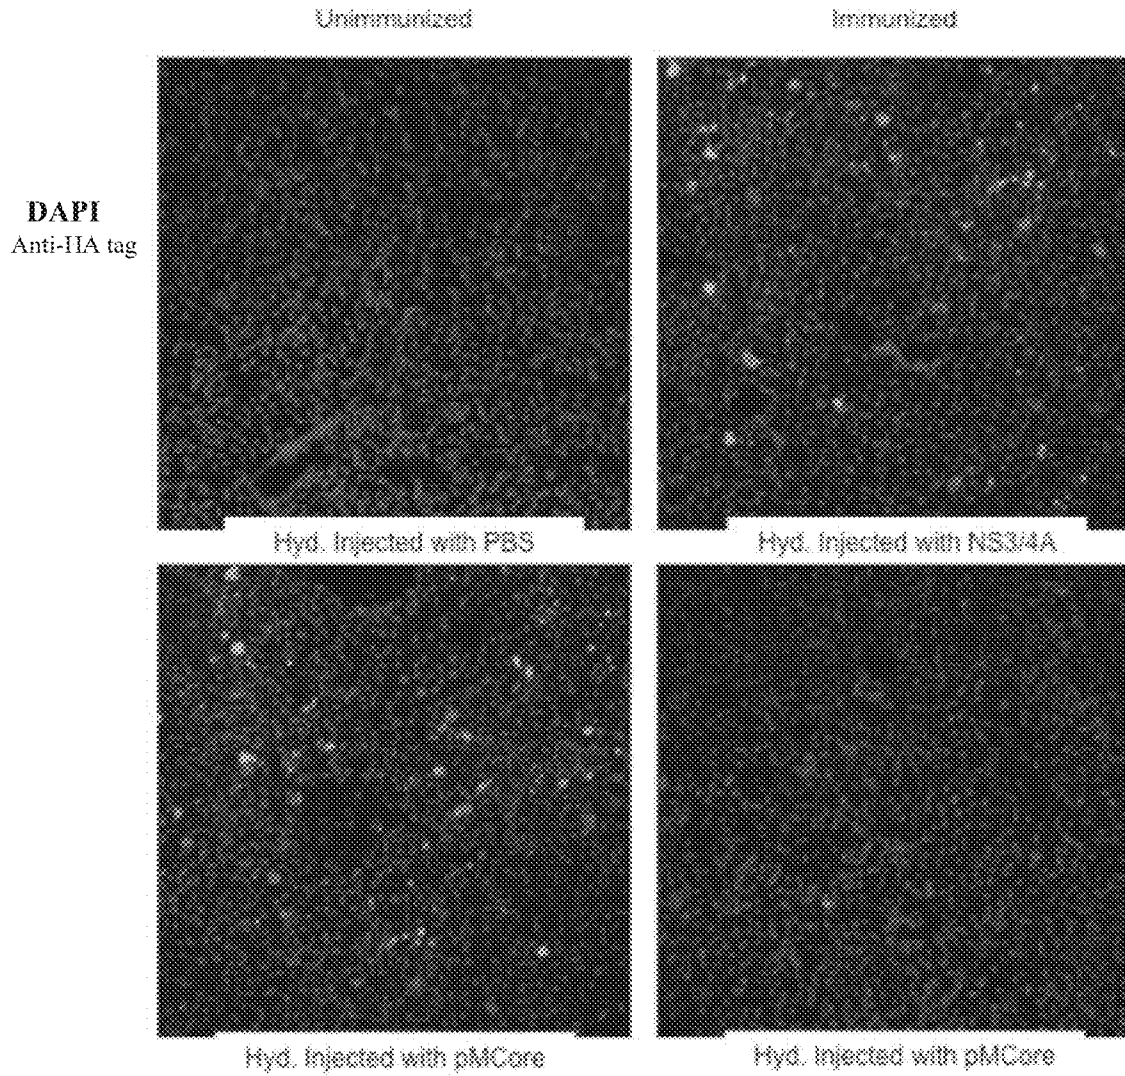 Unimmunized
Immunized
DAPI
Anti-HA tag
Hyd. Injected with PBS
Hyd. Injected with NS3/4A
Hyd. Injected with pMCore
Hyd. Injected with pMCore